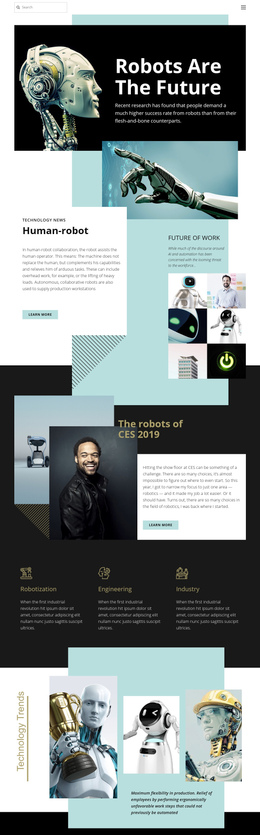 Search
Robots Are
The Future
Recent research has found that people demand a
much higher success rate from robots than from their
flesh-and-bone counterparts.
TECHNOLOGY NEWS
Human-robot
In human-robot collaboration, the robot assists the
human operator. This means: The machine does not
replace the human, but complements his capabilities
and relieves him of arduous tasks. These can include
overhead work, for example, or the lifting of heavy
loads. Autonomous, collaborative robots are also
used to supply production workstations.
LEARN MORE
FUTURE OF WORK
While much of the discourse around
AI and automation has been
concerned with the looming threat
to the workforce.
The robots of
CES 2019
Hitting the show floor at CES can be something of a
challenge. There are so many choices, it's almost
impossible to figure out where to even start. So this
year, I got to narrow my focus to just one area —
robotics — and it made my job a lot easier. Or it
should have. Turns out, there are so many robots at
CES, I was back where I started.
LEARN MORE
Robotization
When the first industrial
revolution hit ipsum dolor sit
amet, consectetur adipiscing elit
nullam nunc justo sagittis suscipit
ultrices.
Engineering
When the first industrial
revolution hit ipsum dolor sit
amet, consectetur adipiscing elit
nullam nunc justo sagittis suscipit
ultrices.
Industry
When the first industrial
revolution hit ipsum dolor sit
amet, consectetur adipiscing elit
nullam nunc justo sagittis suscipit
ultrices.
Technology Trends
Maximum flexibility in production. Relief of
employees by performing ergonomically
unfavorable work steps that could not
previously be automated